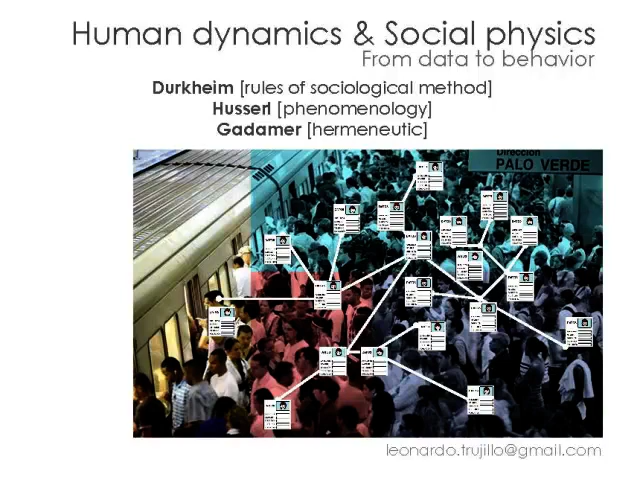 Human dynamics & Social physics
From data to behavior
Durkheim [rules of sociological method]
Husserl [phenomenology]
Gadamer [hermeneutic]
Dirección
PALO VERDE
leonardo.trujillo@gmail.com